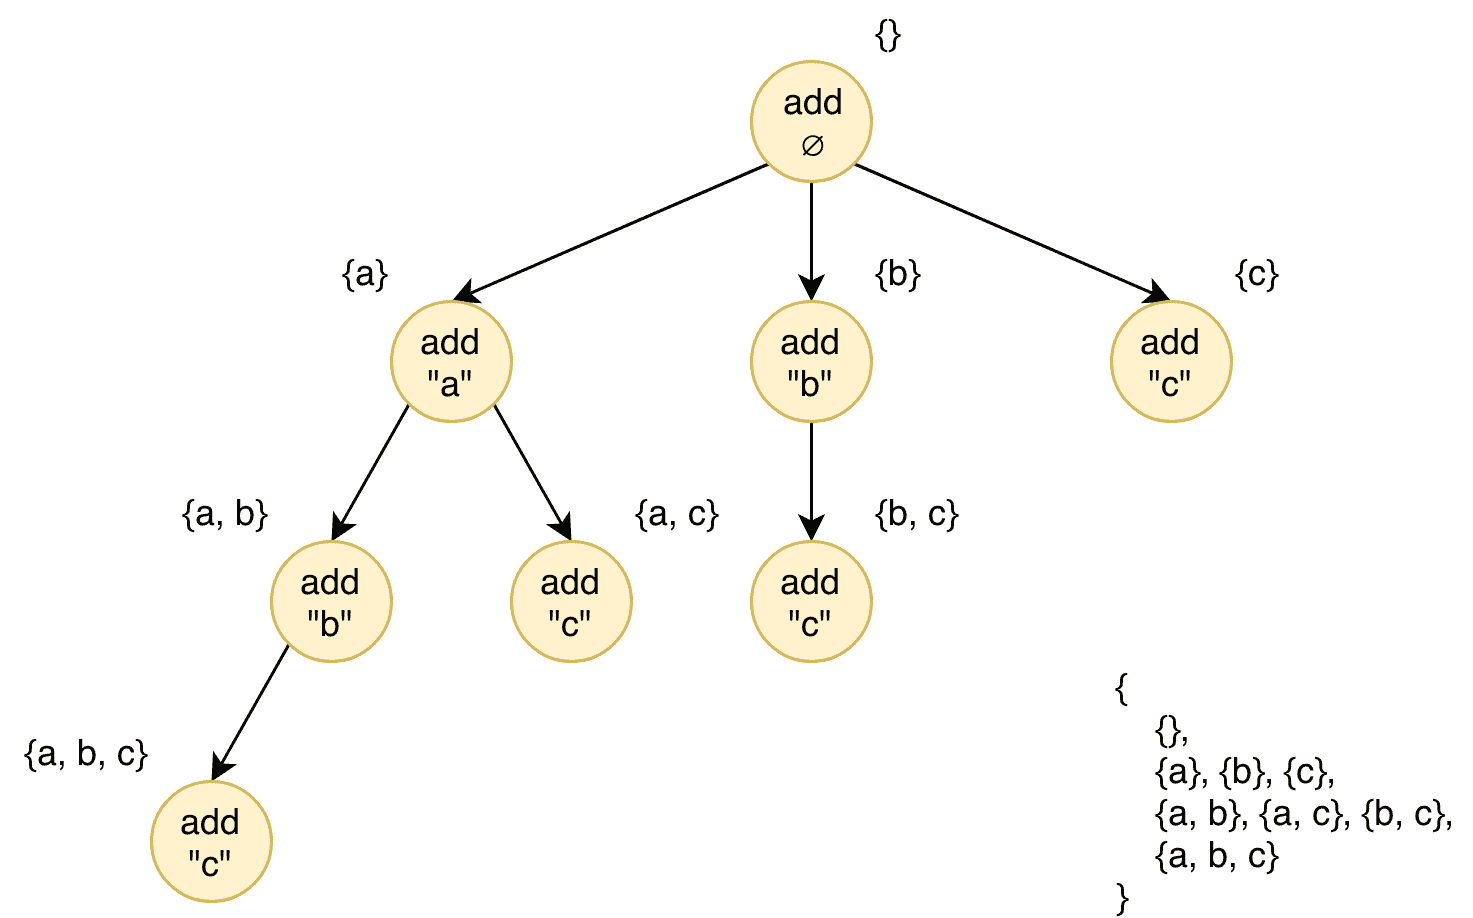 {}
add
∅
{a}
{b}
{c}
add
"a"
add
"b"
add
"c"
{a, b}
{a, c}
{b, c}
add
"b"
add
"c"
add
"c"
{a, b, c}
add
"c"
{
{},
{a}, {b}, {c},
{a, b}, {a, c}, {b, c},
{a, b, c}
}